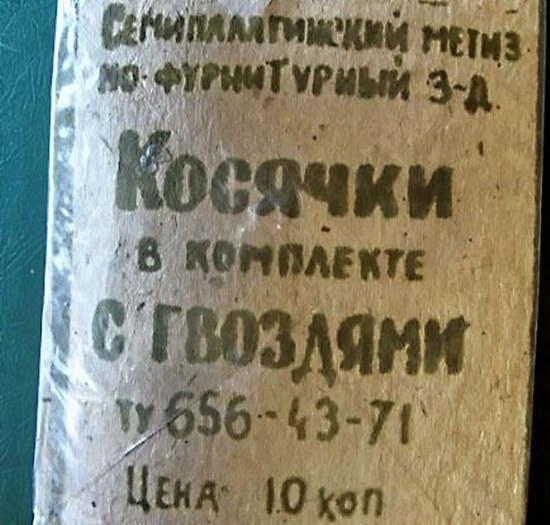 Семипалатинский метиз
но-фурнитурный з-д
Косячки
в комплекте
с гвоздями
ту 656-43-71
Цена 10 коп